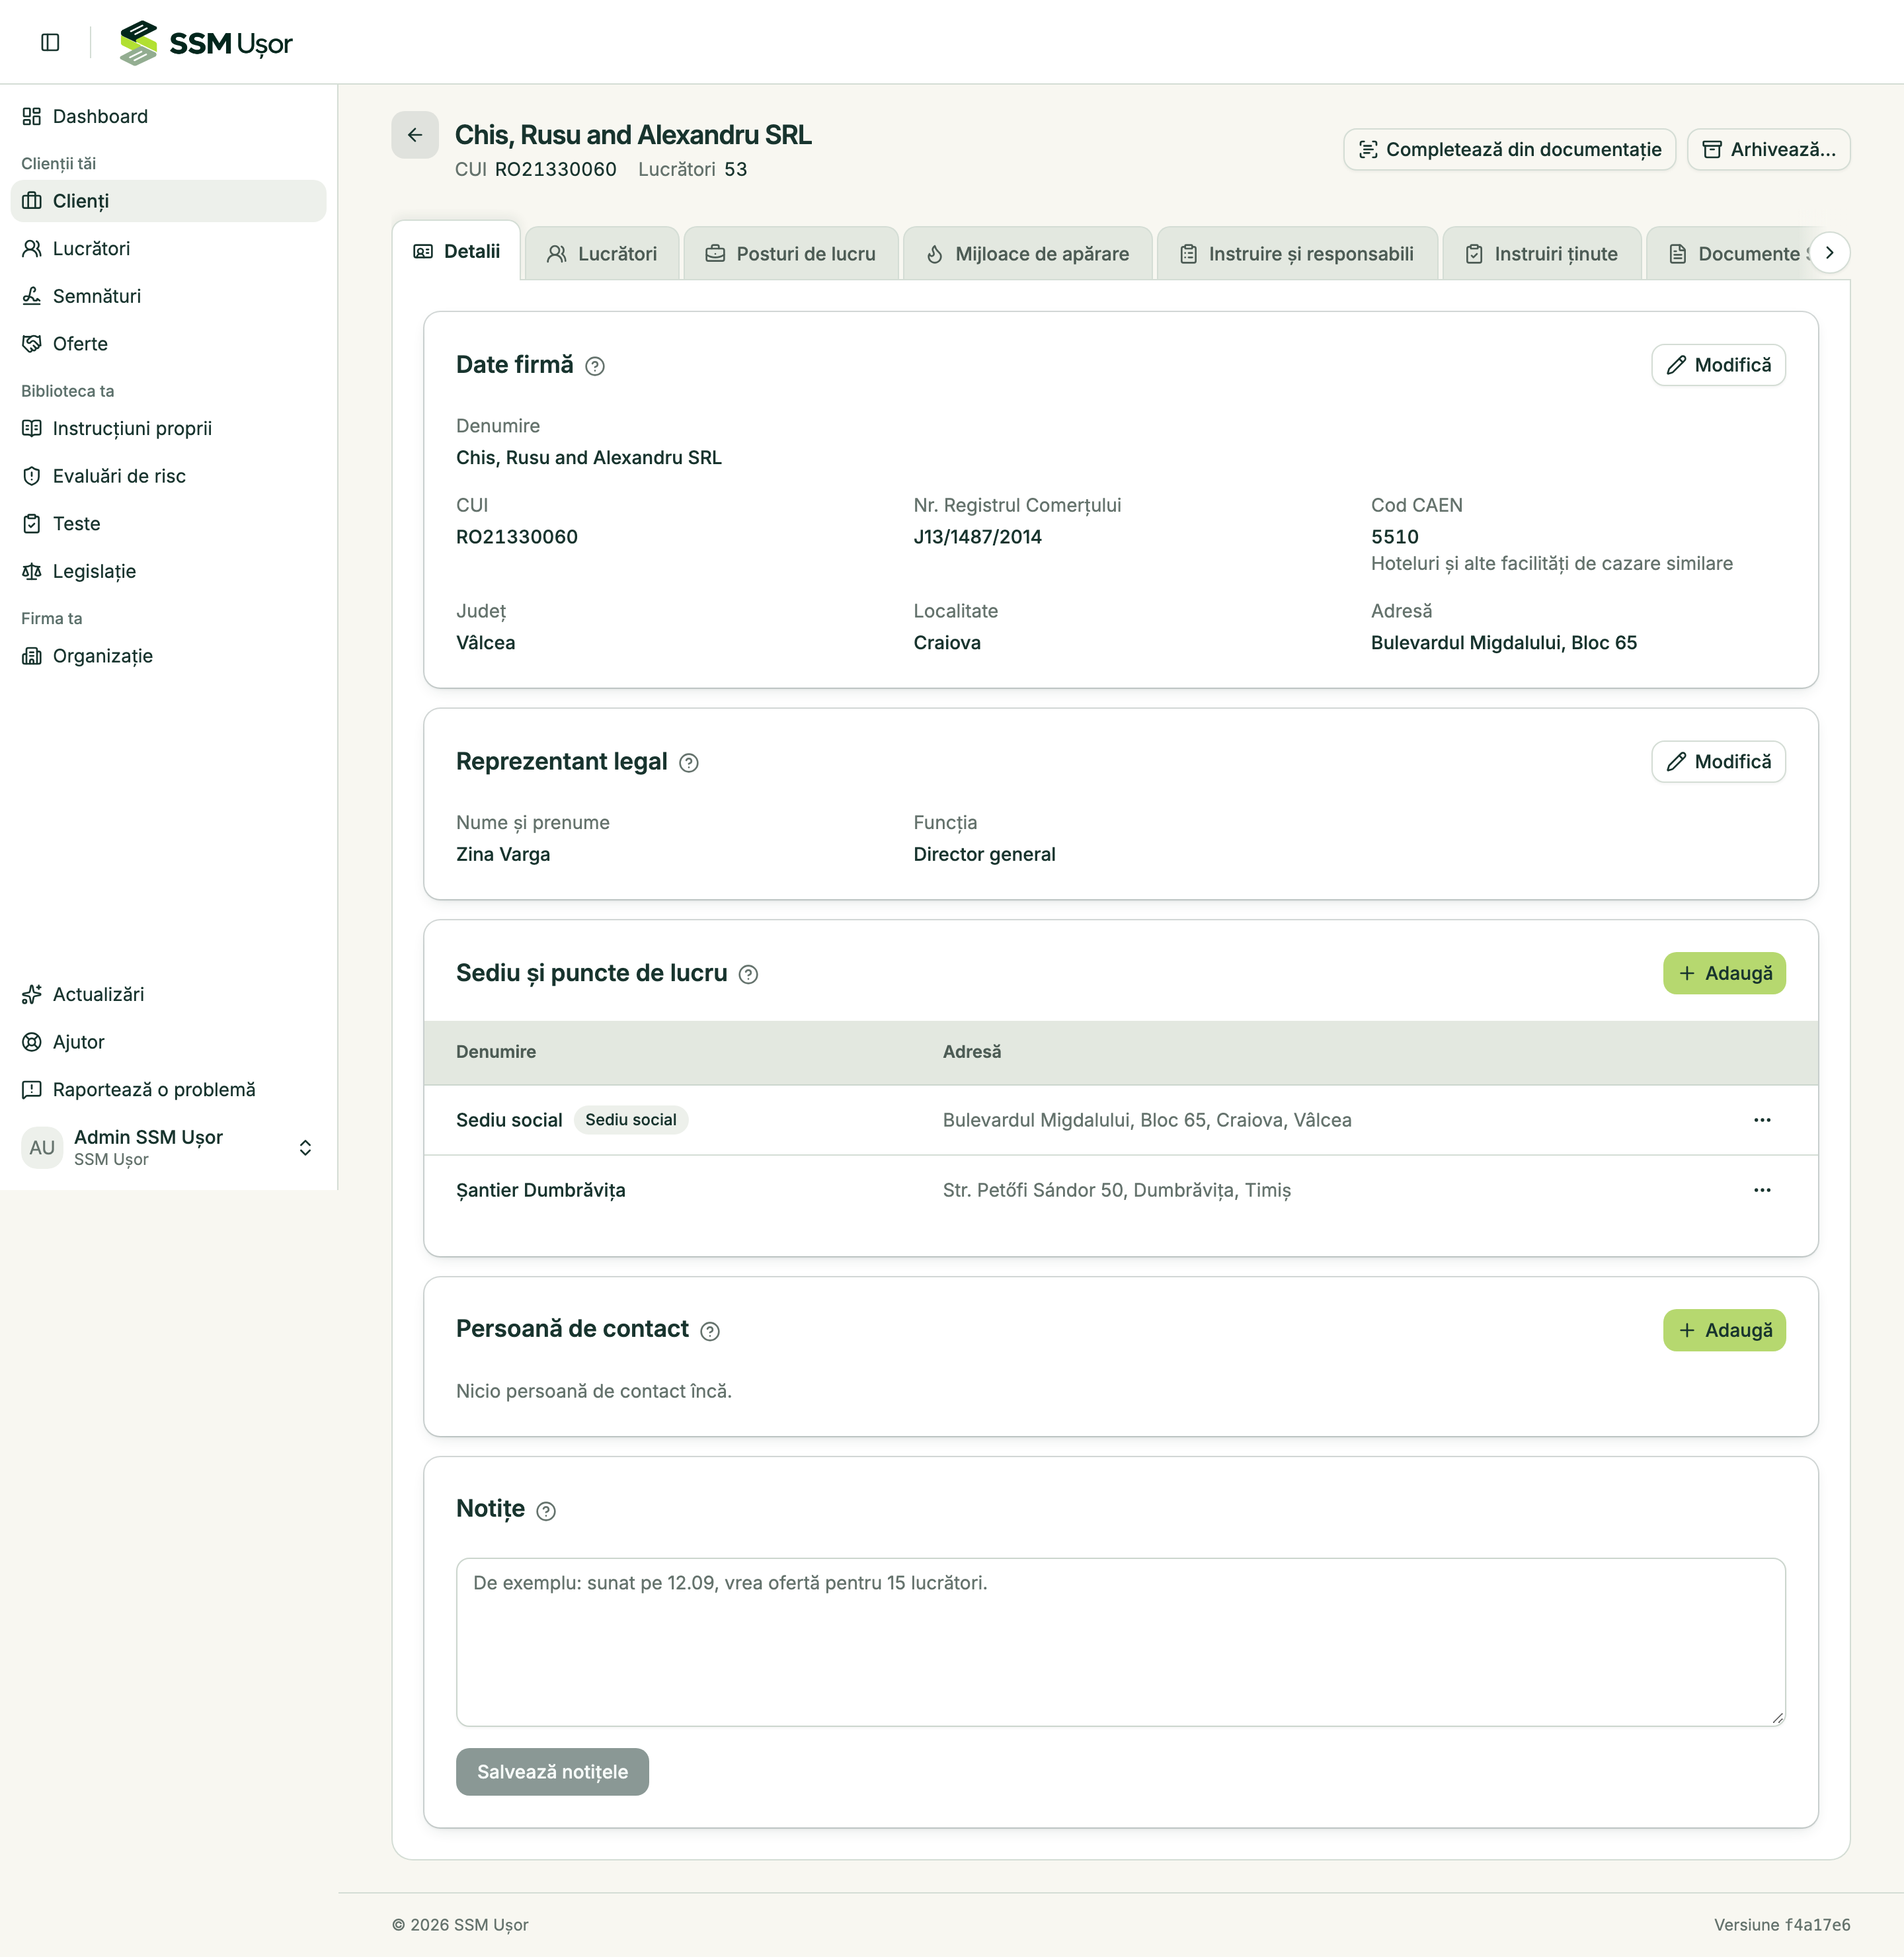 SSM Ușor
Dashboard
Clienții tăi
Clienți
Lucrători
Semnături
Oferte
Biblioteca ta
Instrucțiuni proprii
Evaluări de risc
Teste
Legislație
Firma ta
Organizație
Actualizări
Ajutor
Raportează o problemă
AU
Admin SSM Ușor
SSM Ușor
Chis, Rusu and Alexandru SRL
CUI RO21330060 Lucrători 53
Completează din documentație
Arhivează...
Detalii
Lucrători
Posturi de lucru
Mijloace de apărare
Instruire și responsabili
Instruiri ținute
Documente
Date firmă
Modifică
Denumire
Chis, Rusu and Alexandru SRL
CUI
RO21330060
Nr. Registrul Comerțului
J13/1487/2014
Cod CAEN
5510
Hoteluri și alte facilități de cazare similare
Județ
Vâlcea
Localitate
Craiova
Adresă
Bulevardul Migdalului, Bloc 65
Reprezentant legal
Modifică
Nume și prenume
Zina Varga
Funcția
Director general
Sediu și puncte de lucru
Adaugă
Denumire Adresă
Sediu social Sediu social Bulevardul Migdalului, Bloc 65, Craiova, Vâlcea
Șantier Dumbrăvița Str. Petőfi Sándor 50, Dumbrăvița, Timiș
Persoană de contact
Adaugă
Nicio persoană de contact încă.
Notițe
De exemplu: sunat pe 12.09, vrea ofertă pentru 15 lucrători.
Salvează notițele
© 2026 SSM Ușor
Versiune f4a17e6